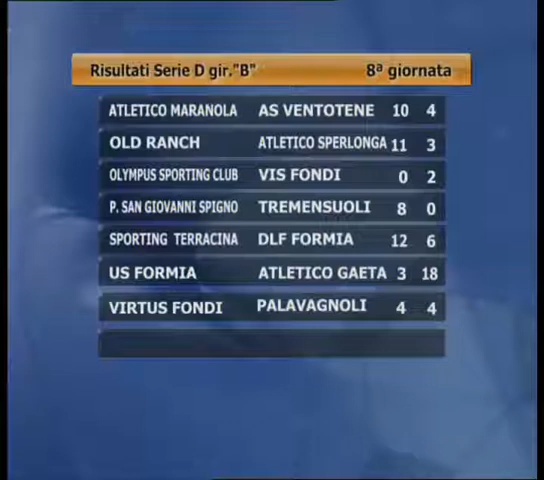 Risultati Serie D gir."B" 8ª giornata
ATLETICO MARANOLA AS VENTOTENE 10 4
OLD RANCH ATLETICO SPERLONGA 11 3
OLYMPUS SPORTING CLUB VIS FONDI 0 2
P. SAN GIOVANNI SPIGNO TREMENSUOLI 8 0
SPORTING TERRACINA DLF FORMIA 12 6
US FORMIA ATLETICO GAETA 3 18
VIRTUS FONDI PALAVAGNOLI 4 4